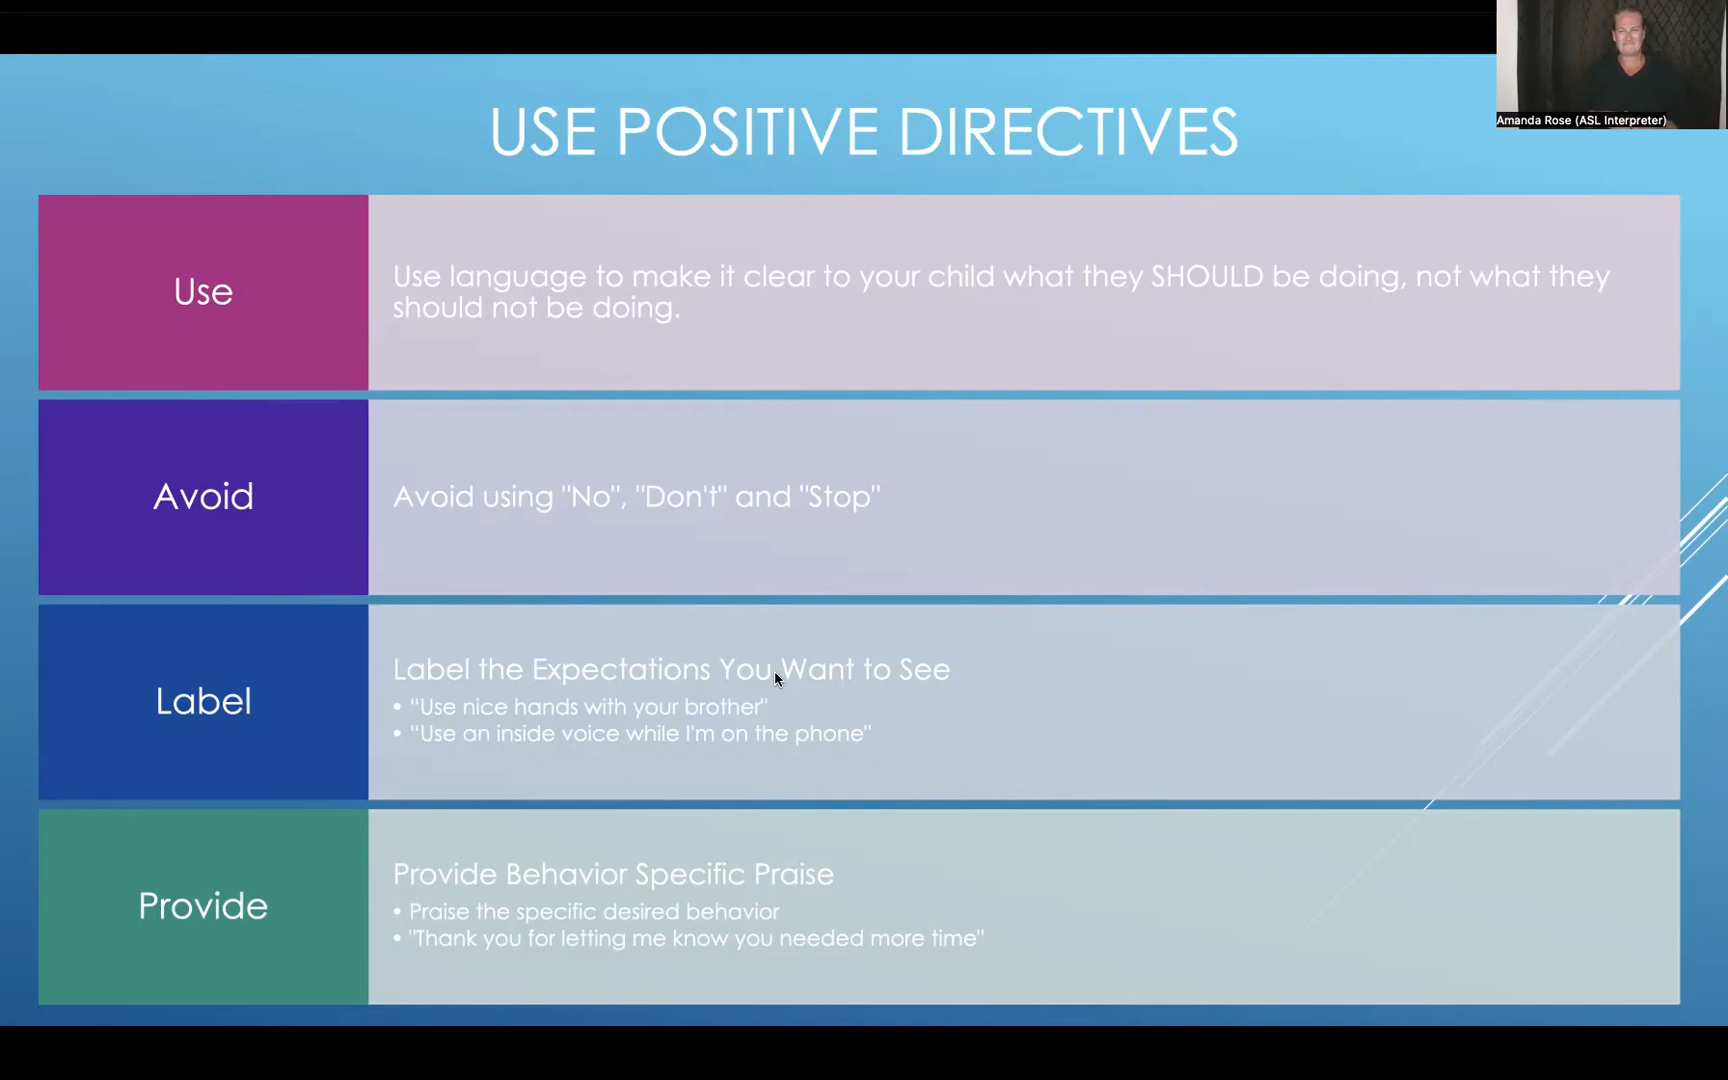 Amanda Rose (ASL Interpreter)
USE POSITIVE DIRECTIVES
Use
Use language to make it clear to your child what they SHOULD be doing, not what they
should not be doing.
Avoid
Avoid using "No", "Don't" and "Stop"
Label
Label the Expectations You Want to See
• “Use nice hands with your brother"
• “Use an inside voice while I'm on the phone"
Provide
Provide Behavior Specific Praise
• Praise the specific desired behavior
• "Thank you for letting me know you needed more time"